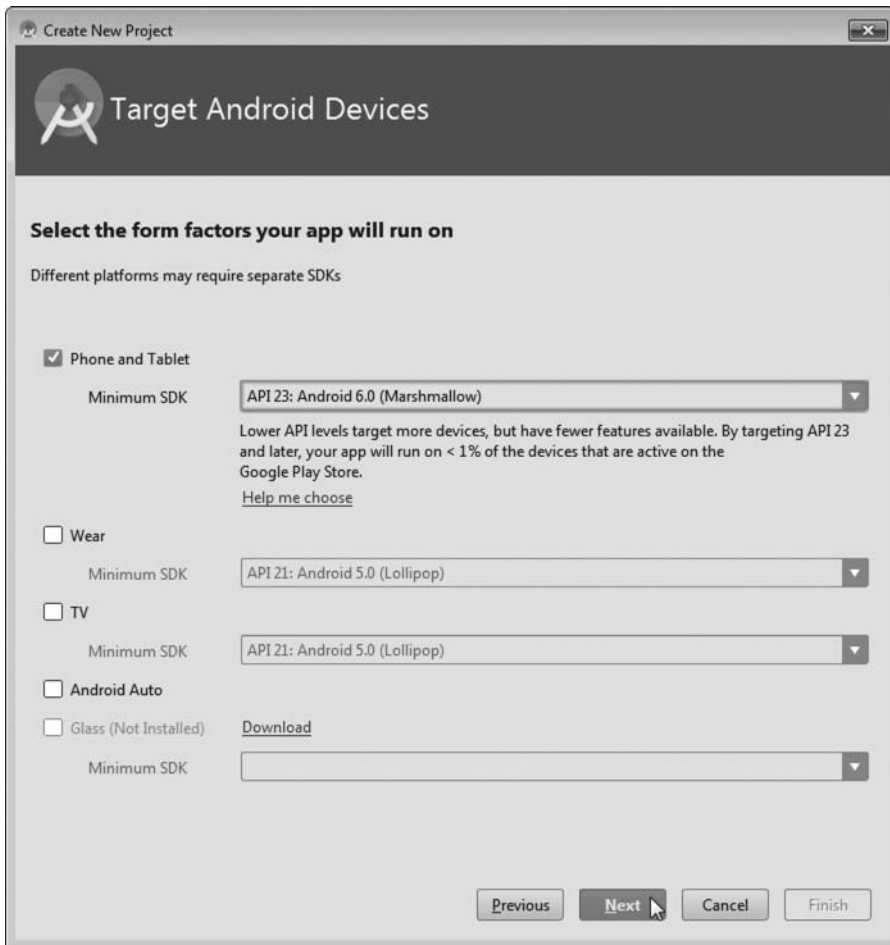 Create New Project
Target Android Devices
Select the form factors your app will run on
Different platforms may require separate SDKs
Phone and Tablet
Minimum SDK API 23: Android 6.0 (Marshmallow)
Lower API levels target more devices, but have fewer features available. By targeting API 23
and later, your app will run on < 1% of the devices that are active on the
Google Play Store.
Help me choose
Wear
Minimum SDK API 21: Android 5.0 (Lollipop)
TV
Minimum SDK API 21: Android 5.0 (Lollipop)
Android Auto
Glass (Not Installed) Download
Minimum SDK
Previous Next Cancel Finish